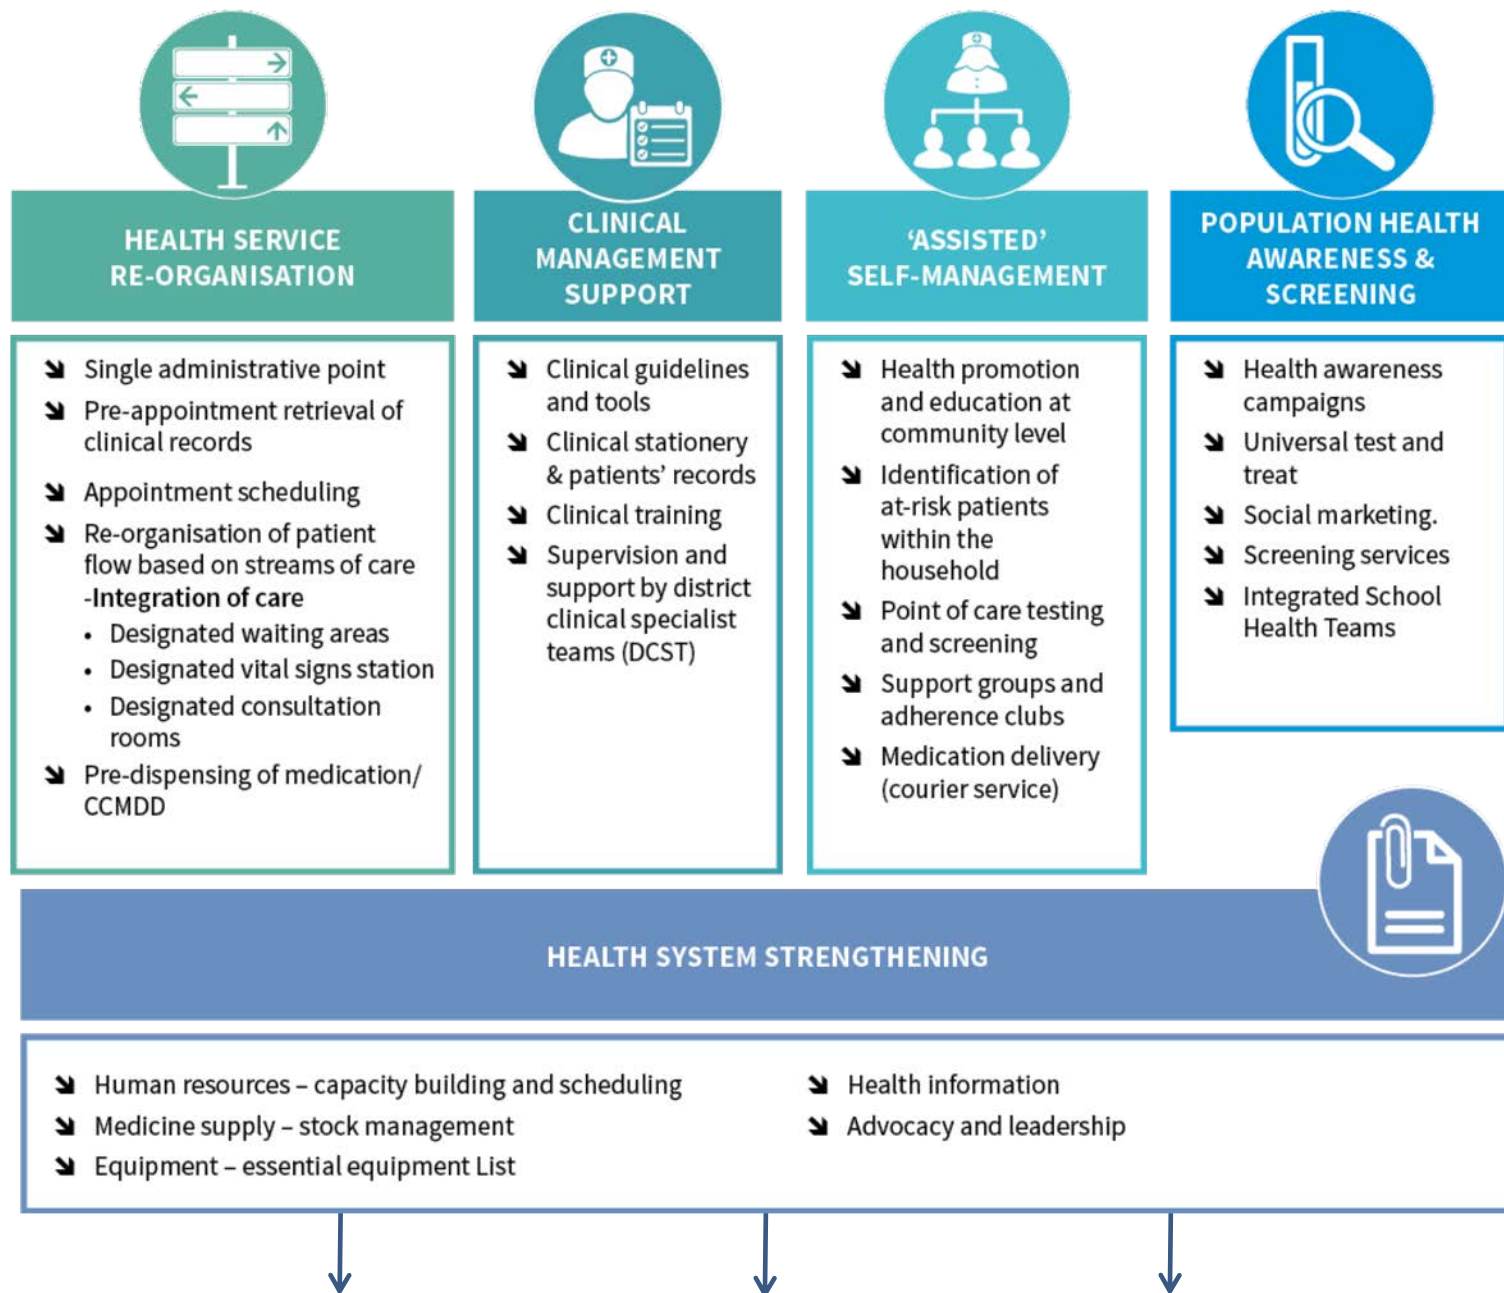 HEALTH SERVICE
RE-ORGANISATION
Single administrative point
Pre-appointment retrieval of
clinical records
Appointment scheduling
Re-organisation of patient
flow based on streams of care
-Integration of care
• Designated waiting areas
• Designated vital signs station
• Designated consultation
rooms
Pre-dispensing of medication/
CCMDD
CLINICAL
MANAGEMENT
SUPPORT
Clinical guidelines
and tools
Clinical stationery
& patients’ records
Clinical training
Supervision and
support by district
clinical specialist
teams (DCST)
‘ASSISTED’
SELF-MANAGEMENT
Health promotion
and education at
community level
Identification of
at-risk patients
within the
household
Point of care testing
and screening
Support groups and
adherence clubs
Medication delivery
(courier service)
POPULATION HEALTH
AWARENESS &
SCREENING
Health awareness
campaigns
Universal test and
treat
Social marketing.
Screening services
Integrated School
Health Teams
HEALTH SYSTEM STRENGTHENING
Human resources – capacity building and scheduling
Medicine supply – stock management
Equipment – essential equipment List
Health information
Advocacy and leadership